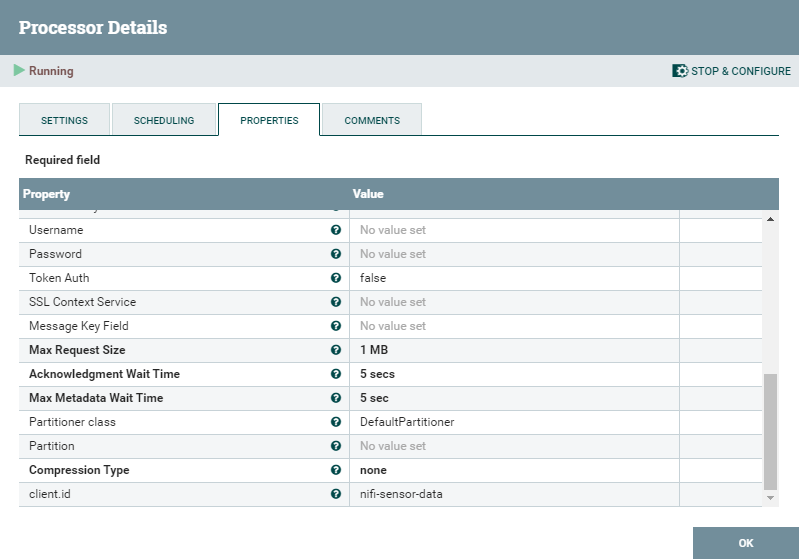 Processor Details
Running
STOP & CONFIGURE
SETTINGS SCHEDULING PROPERTIES COMMENTS
Required field
Property Value
Username No value set
Password No value set
Token Auth false
SSL Context Service No value set
Message Key Field No value set
Max Request Size 1 MB
Acknowledgment Wait Time 5 secs
Max Metadata Wait Time 5 sec
Partitioner class DefaultPartitioner
Partition No value set
Compression Type none
client.id nifi-sensor-data
OK